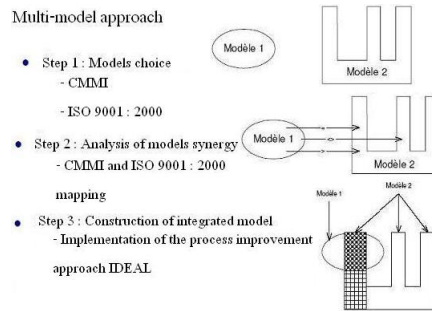 Multi-model approach
Step 1 : Models choice
- CMMI
- ISO 9001 : 2000
Modèle 1
Modèle 2
Step 2 : Analysis of models synergy
- CMMI and ISO 9001 : 2000
mapping
Modèle 1
Modèle 2
Step 3 : Construction of integrated model
- Implementation of the process improvement
approach IDEAL
Modèle 1
Modèle 2